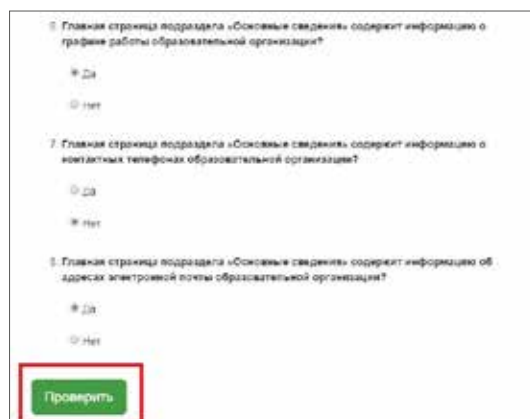 6. Главная страница подраздела «Основные сведения» содержит информацию о
графике работы образовательной организации?
Да
Нет
7. Главная страница подраздела «Основные сведения» содержит информацию о
контактных телефонах образовательной организации?
Да
Нет
8. Главная страница подраздела «Основные сведения» содержит информацию об
адресах электронной почты образовательной организации?
Да
Нет
Проверить